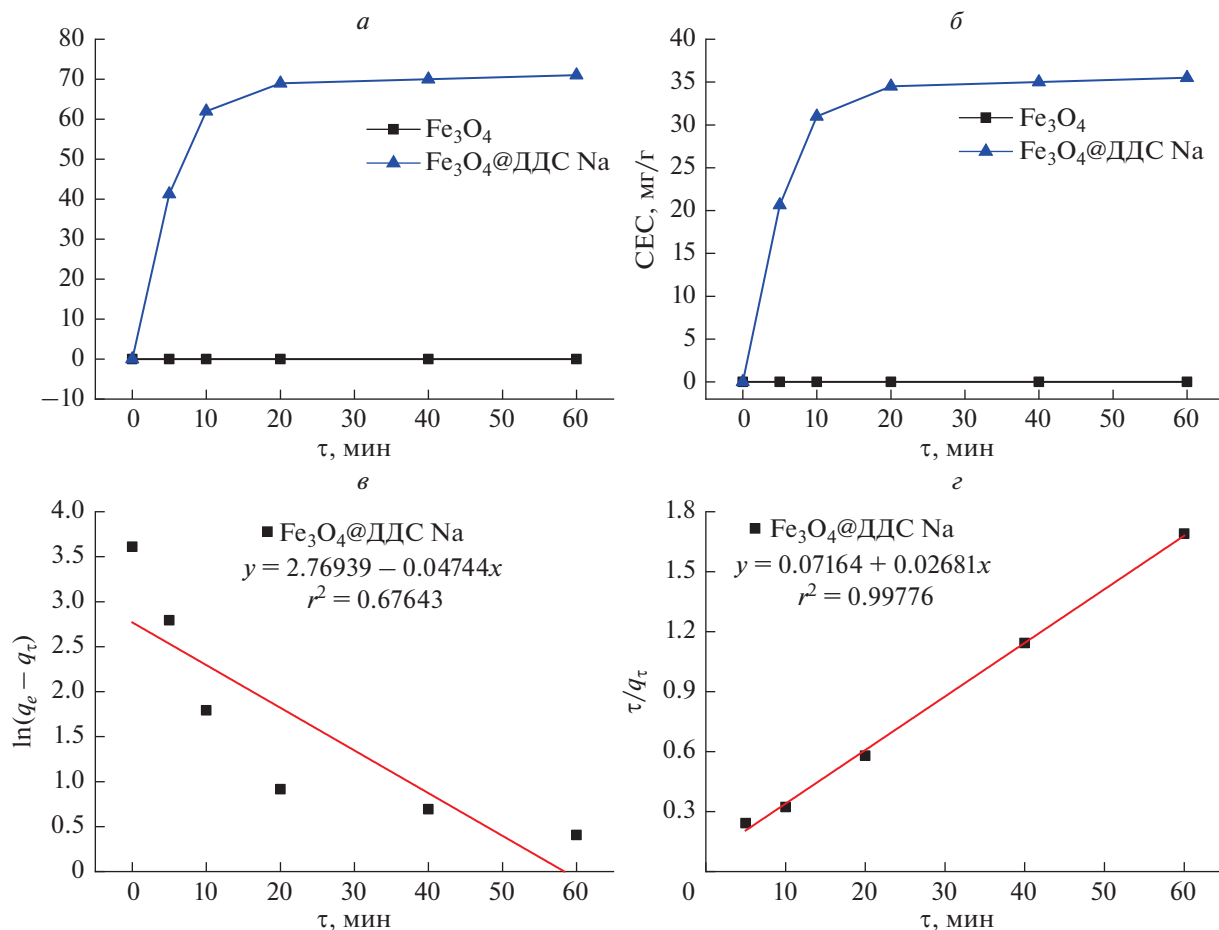 а
80
70
60
50
40
30
20
10
0
−10
Fe₃O₄
Fe₃O₄@ДДС Na
0 10 20 30 40 50 60
τ, мин
б
CEC, мг/г
40
35
30
25
20
15
10
5
0
Fe₃O₄
Fe₃O₄@ДДС Na
0 10 20 30 40 50 60
τ, мин
в
ln(qₑ − q_τ)
4.0
3.5
3.0
2.5
2.0
1.5
1.0
0.5
0
Fe₃O₄@ДДС Na
y = 2.76939 − 0.04744x
r² = 0.67643
0 10 20 30 40 50 60
τ, мин
г
τ/q_τ
1.8
1.5
1.2
0.9
0.6
0.3
Fe₃O₄@ДДС Na
y = 0.07164 + 0.02681x
r² = 0.99776
0 10 20 30 40 50 60
τ, мин